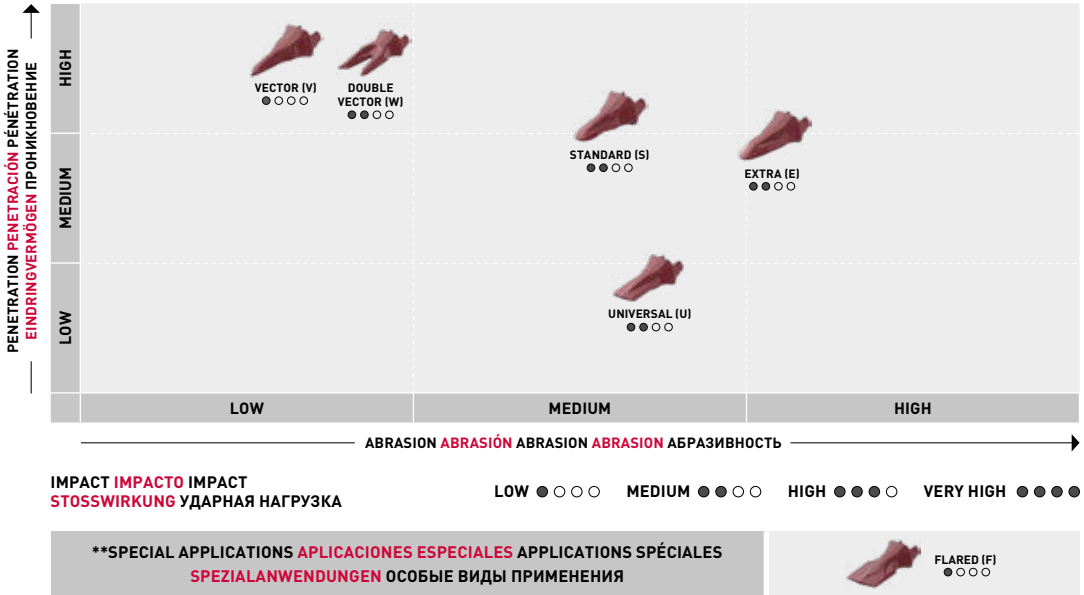 PENETRATION PENETRACIÓN PÉNÉTRATION
EINDRINGVERMÖGEN ПРОНИКНОВЕНИЕ
HIGH
MEDIUM
LOW
VECTOR (V)
DOUBLE
VECTOR (W)
STANDARD (S)
EXTRA (E)
UNIVERSAL (U)
LOW MEDIUM HIGH
ABRASION ABRASIÓN ABRASION ABRASION АБРАЗИВНОСТЬ
IMPACT IMPACTO IMPACT
STOSSWIRKUNG УДАРНАЯ НАГРУЗКА
LOW MEDIUM HIGH VERY HIGH
**SPECIAL APPLICATIONS APLICACIONES ESPECIALES APPLICATIONS SPÉCIALES
SPEZIALANWENDUNGEN ОСОБЫЕ ВИДЫ ПРИМЕНЕНИЯ
FLARED (F)